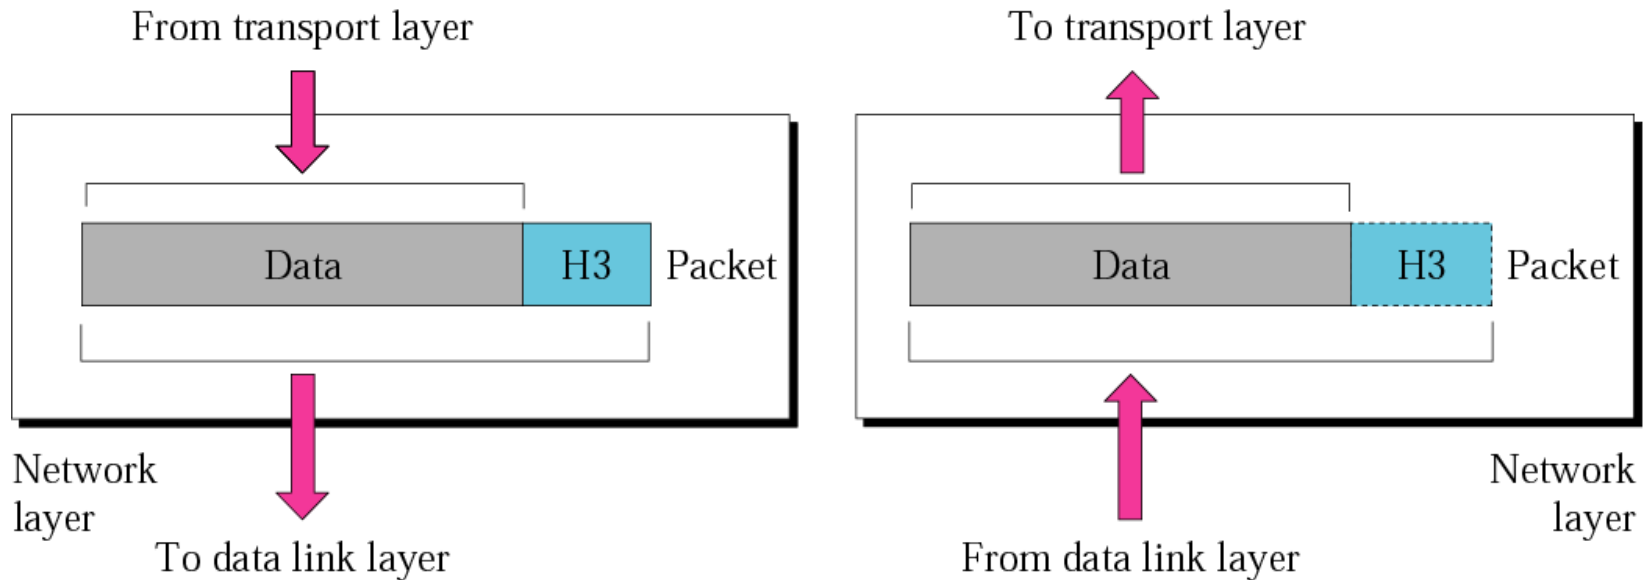 From transport layer
To transport layer
Data
H3
Packet
Data
H3
Packet
Network
layer
To data link layer
From data link layer
Network
layer